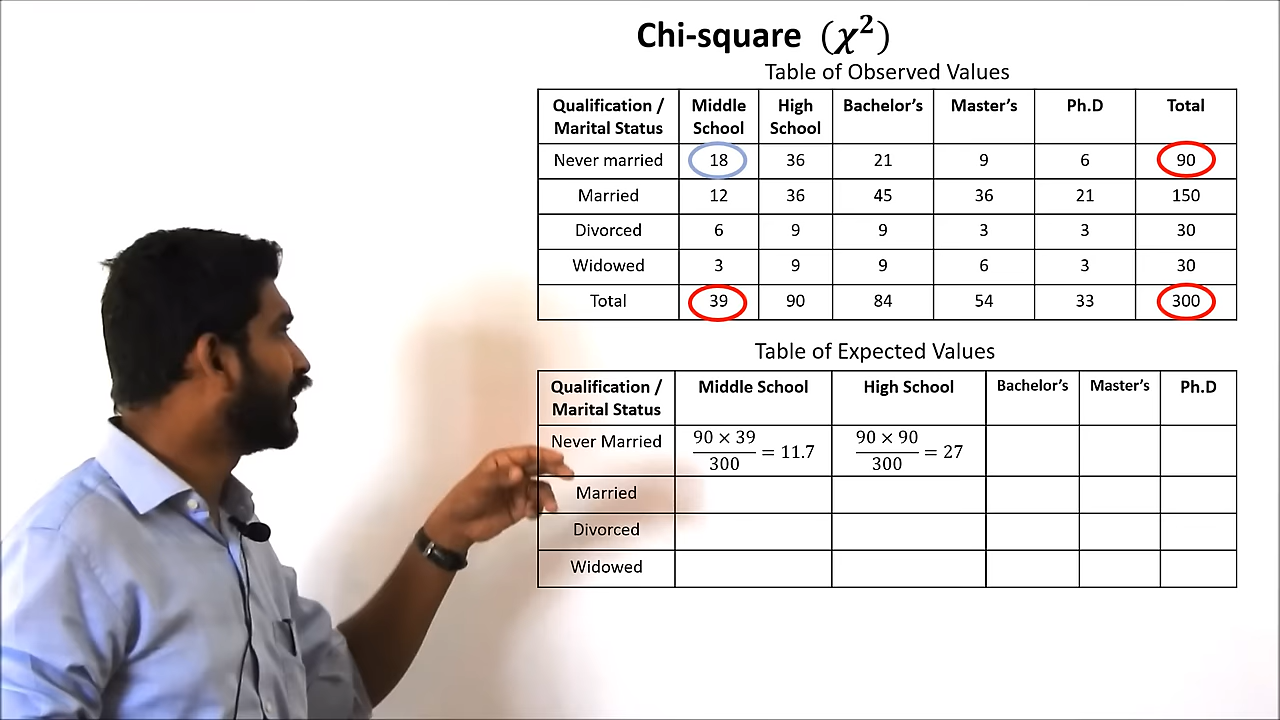 Chi-square (χ²)
Table of Observed Values
Qualification / Marital Status Middle School High School Bachelor's Master's Ph.D Total
Never married 18 36 21 9 6 90
Married 12 36 45 36 21 150
Divorced 6 9 9 3 3 30
Widowed 3 9 9 6 3 30
Total 39 90 84 54 33 300
Table of Expected Values
Qualification / Marital Status Middle School High School Bachelor's Master's Ph.D
Never Married 90 × 39 / 300 = 11.7 90 × 90 / 300 = 27
Married
Divorced
Widowed